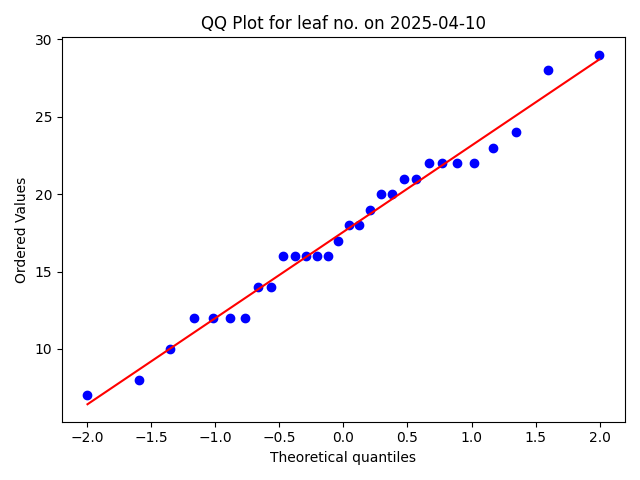 QQ Plot for leaf no. on 2025-04-10
30
25
20
15
10
Ordered Values
−2.0 −1.5 −1.0 −0.5 0.0 0.5 1.0 1.5 2.0
Theoretical quantiles